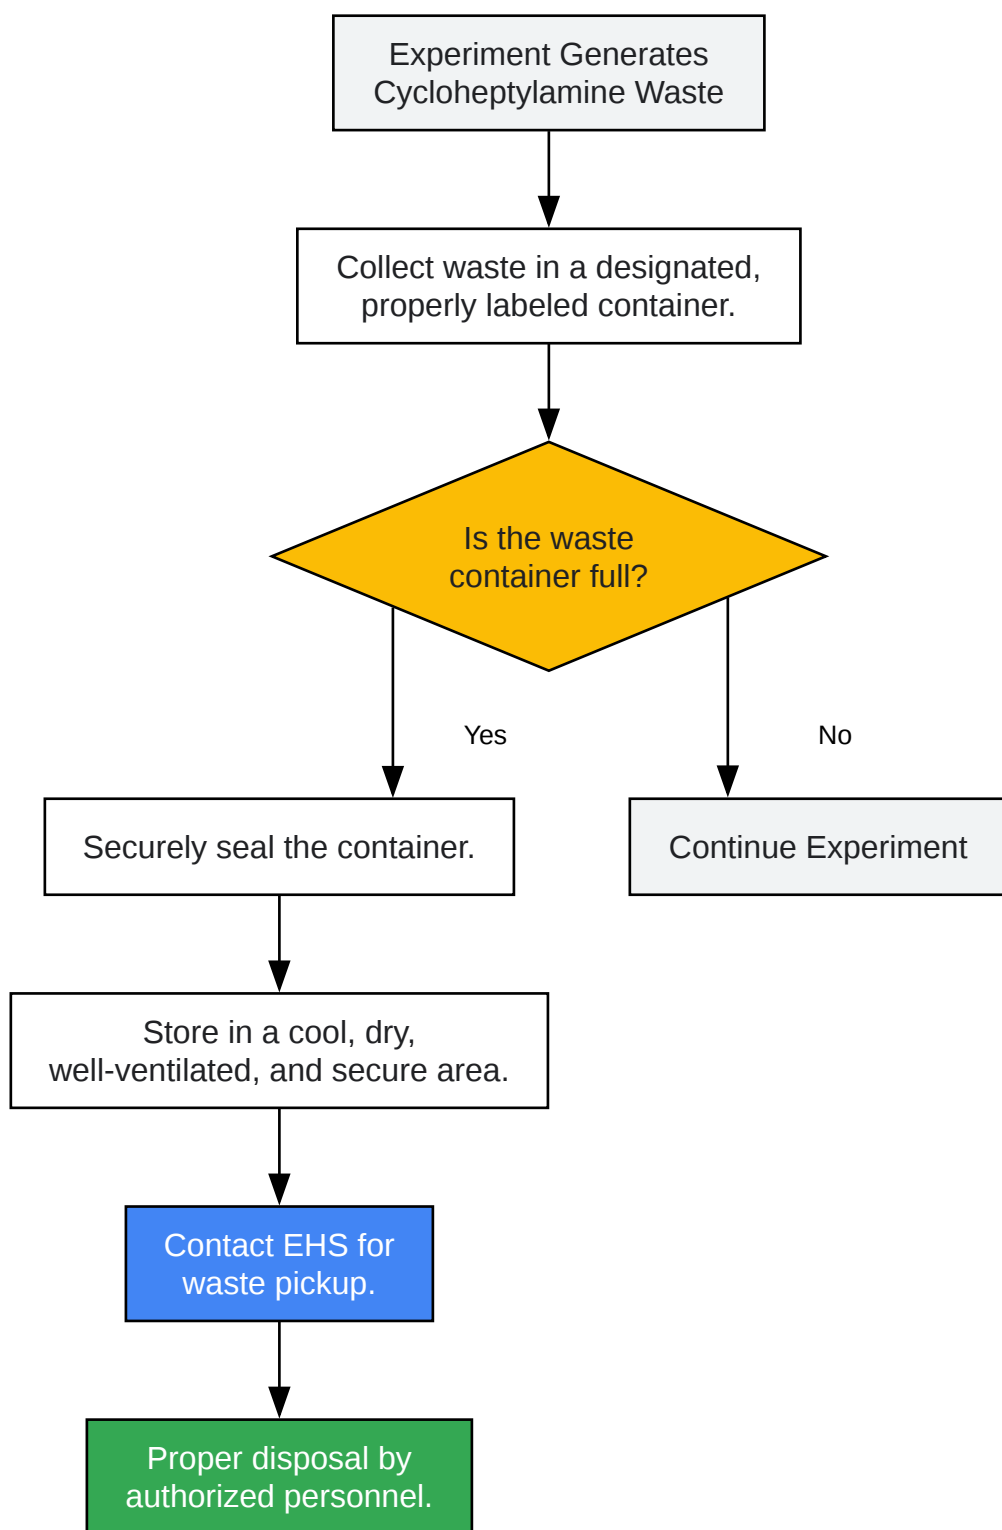 Experiment Generates
Cycloheptylamine Waste
Collect waste in a designated,
properly labeled container.
Is the waste
container full?
Yes
No
Securely seal the container.
Continue Experiment
Store in a cool, dry,
well-ventilated, and secure area.
Contact EHS for
waste pickup.
Proper disposal by
authorized personnel.